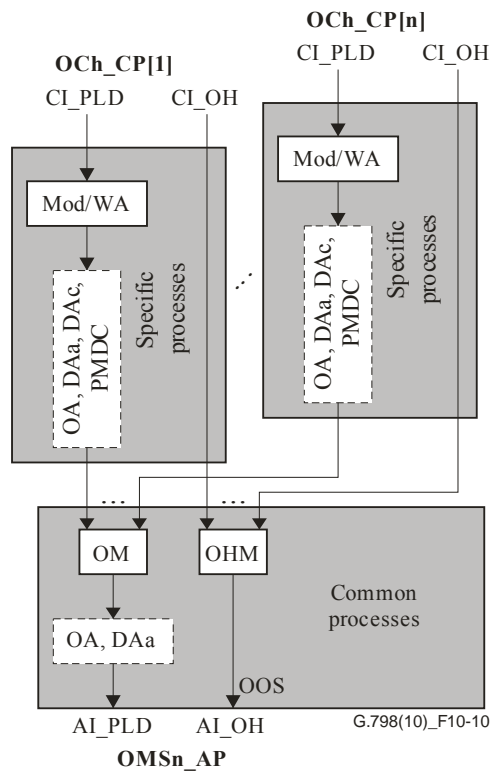 OCh_CP[1]
CI_PLD
CI_OH
OCh_CP[n]
CI_PLD
CI_OH
Mod/WA
OA, DAa, DAc,
PMDC
Specific
processes
...
Mod/WA
OA, DAa, DAc,
PMDC
Specific
processes
...
...
OM
OHM
OA, DAa
Common
processes
OOS
AI_PLD
AI_OH
G.798(10)_F10-10
OMSn_AP